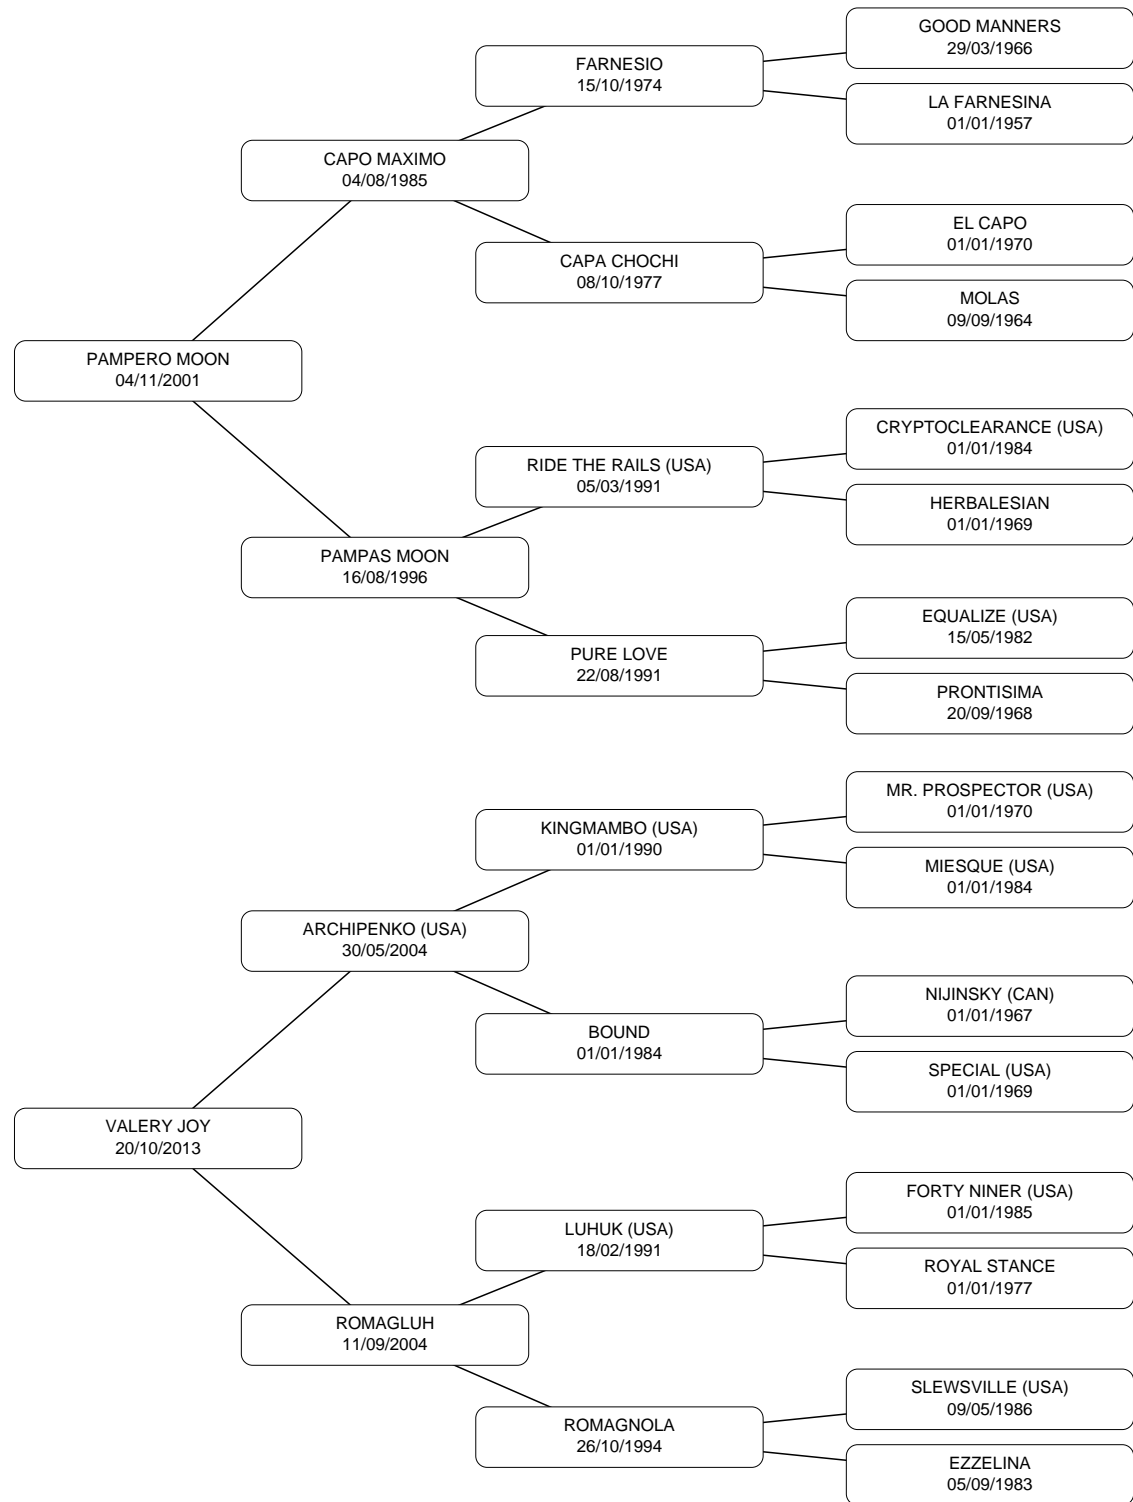 GOOD MANNERS
29/03/1966
FARNESIO
15/10/1974
LA FARNESINA
01/01/1957
CAPO MAXIMO
04/08/1985
EL CAPO
01/01/1970
CAPA CHOCHI
08/10/1977
MOLAS
09/09/1964
PAMPERO MOON
04/11/2001
CRYPTOCLEARANCE (USA)
01/01/1984
RIDE THE RAILS (USA)
05/03/1991
HERBALESIAN
01/01/1969
PAMPAS MOON
16/08/1996
EQUALIZE (USA)
15/05/1982
PURE LOVE
22/08/1991
PRONTISIMA
20/09/1968
MR. PROSPECTOR (USA)
01/01/1970
KINGMAMBO (USA)
01/01/1990
MIESQUE (USA)
01/01/1984
ARCHIPENKO (USA)
30/05/2004
NIJINSKY (CAN)
01/01/1967
BOUND
01/01/1984
SPECIAL (USA)
01/01/1969
VALERY JOY
20/10/2013
FORTY NINER (USA)
01/01/1985
LUHUK (USA)
18/02/1991
ROYAL STANCE
01/01/1977
ROMAGLUH
11/09/2004
SLEWSVILLE (USA)
09/05/1986
ROMAGNOLA
26/10/1994
EZZELINA
05/09/1983